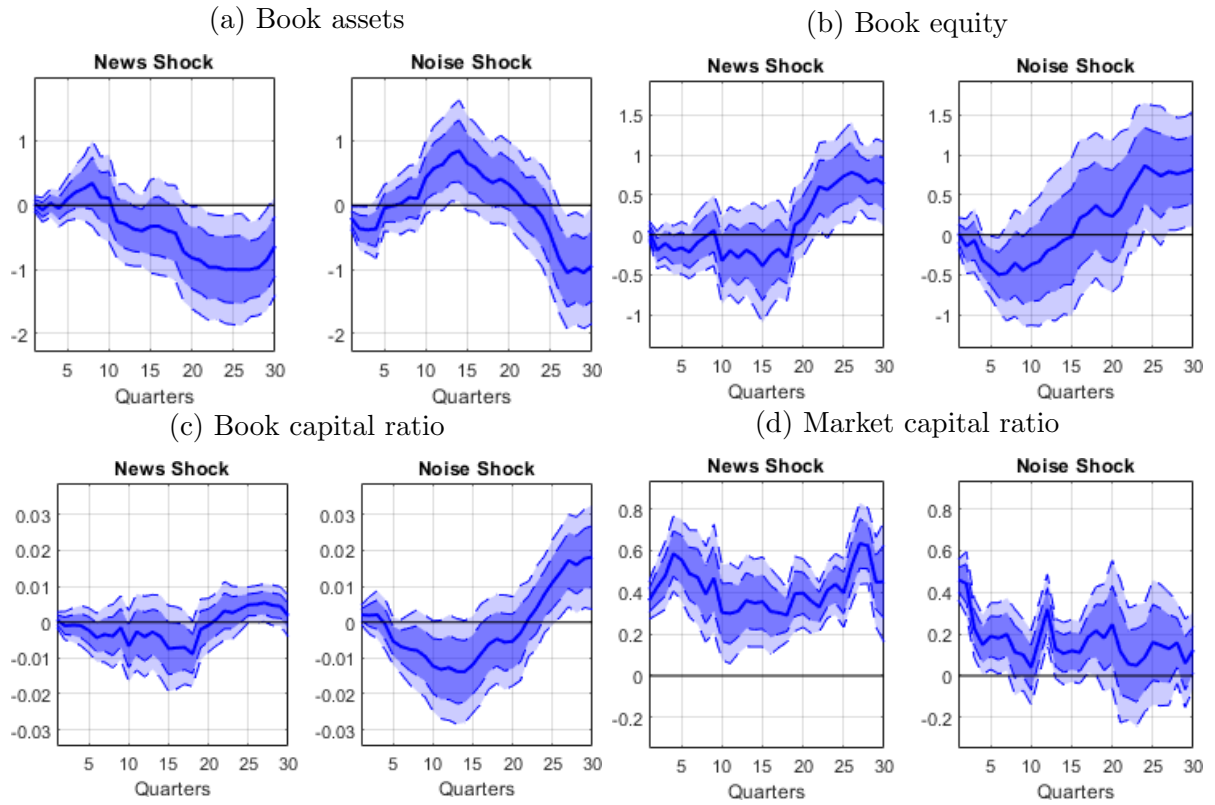 (a) Book assets
News Shock
1
0
-1
-2
5 10 15 20 25 30
Quarters
Noise Shock
1
0
-1
-2
5 10 15 20 25 30
Quarters
(b) Book equity
News Shock
1.5
1
0.5
0
-0.5
-1
5 10 15 20 25 30
Quarters
Noise Shock
1.5
1
0.5
0
-0.5
-1
5 10 15 20 25 30
Quarters
(c) Book capital ratio
News Shock
0.03
0.02
0.01
0
-0.01
-0.02
-0.03
5 10 15 20 25 30
Quarters
Noise Shock
0.03
0.02
0.01
0
-0.01
-0.02
-0.03
5 10 15 20 25 30
Quarters
(d) Market capital ratio
News Shock
0.8
0.6
0.4
0.2
0
-0.2
5 10 15 20 25 30
Quarters
Noise Shock
0.8
0.6
0.4
0.2
0
-0.2
5 10 15 20 25 30
Quarters